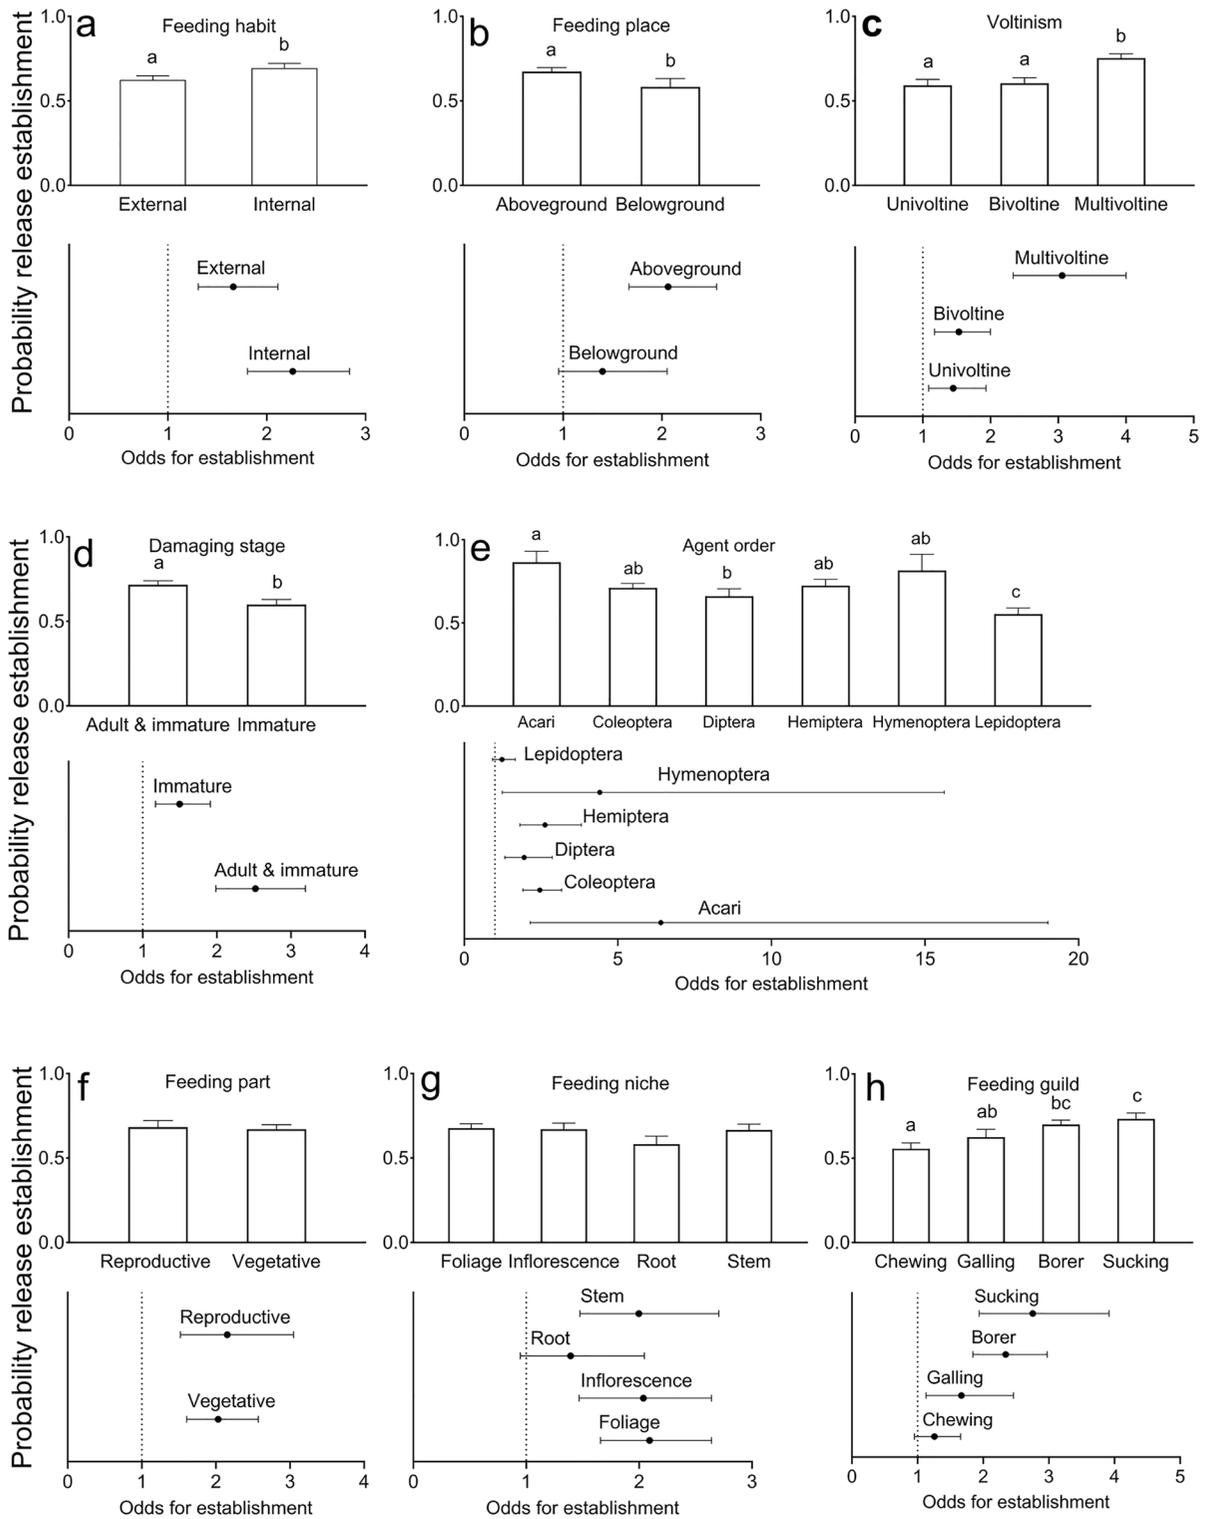 Probability release establishment
a
Feeding habit
1.0
0.5
0.0
a
b
External
Internal
External
Internal
0 1 2 3
Odds for establishment
b
Feeding place
1.0
0.5
0.0
a
b
Aboveground Belowground
Aboveground
Belowground
0 1 2 3
Odds for establishment
c
Voltinism
1.0
0.5
0.0
a
a
b
Univoltine Bivoltine Multivoltine
Multivoltine
Bivoltine
Univoltine
0 1 2 3 4 5
Odds for establishment
Probability release establishment
d
Damaging stage
1.0
0.5
0.0
a
b
Adult & immature Immature
Immature
Adult & immature
0 1 2 3 4
Odds for establishment
e
Agent order
1.0
0.5
0.0
a
ab
b
ab
ab
c
Acari Coleoptera Diptera Hemiptera Hymenoptera Lepidoptera
Lepidoptera
Hymenoptera
Hemiptera
Diptera
Coleoptera
Acari
0 5 10 15 20
Odds for establishment
Probability release establishment
f
Feeding part
1.0
0.5
0.0
Reproductive Vegetative
Reproductive
Vegetative
0 1 2 3 4
Odds for establishment
g
Feeding niche
1.0
0.5
0.0
Foliage Inflorescence Root Stem
Stem
Root
Inflorescence
Foliage
0 1 2 3
Odds for establishment
h
Feeding guild
1.0
0.5
0.0
a
ab
bc
c
Chewing Galling Borer Sucking
Sucking
Borer
Galling
Chewing
0 1 2 3 4 5
Odds for establishment